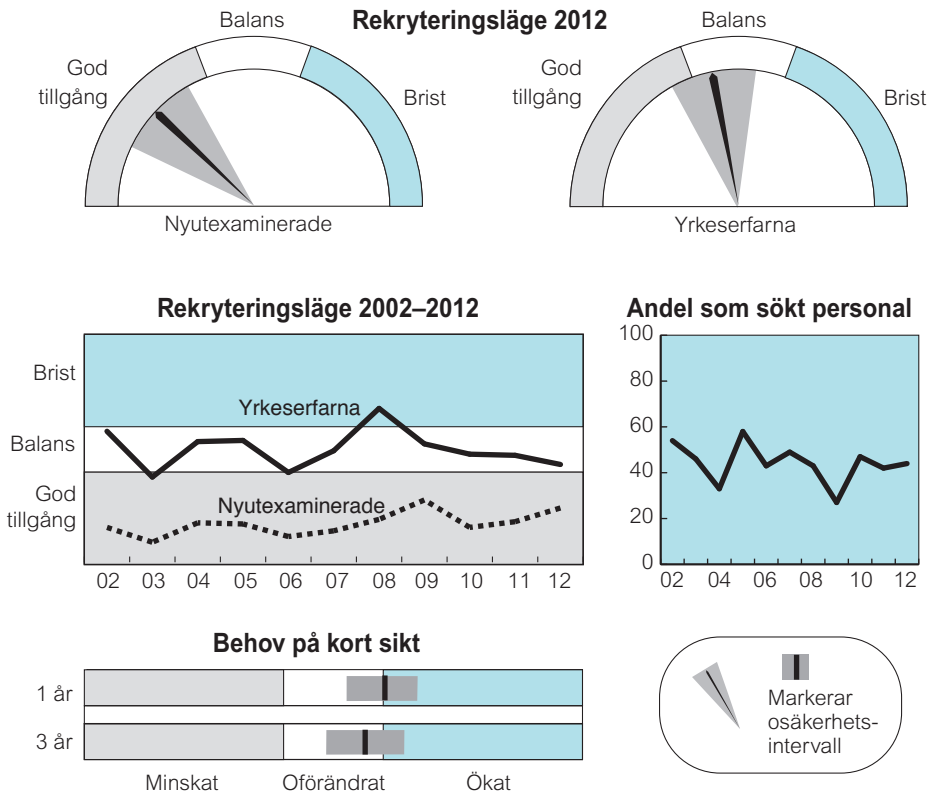 Rekryteringsläge 2012
Balans
God
tillgång
Brist
Nyutexaminerade
Balans
God
tillgång
Brist
Yrkeserfarna
Rekryteringsläge 2002–2012
Brist
Balans
God
tillgång
Yrkeserfarna
Nyutexaminerade
02 03 04 05 06 07 08 09 10 11 12
Andel som sökt personal
100
80
60
40
20
0
02 04 06 08 10 12
Behov på kort sikt
1 år
3 år
Minskat Oförändrat Ökat
Markerar
osäkerhets-
intervall